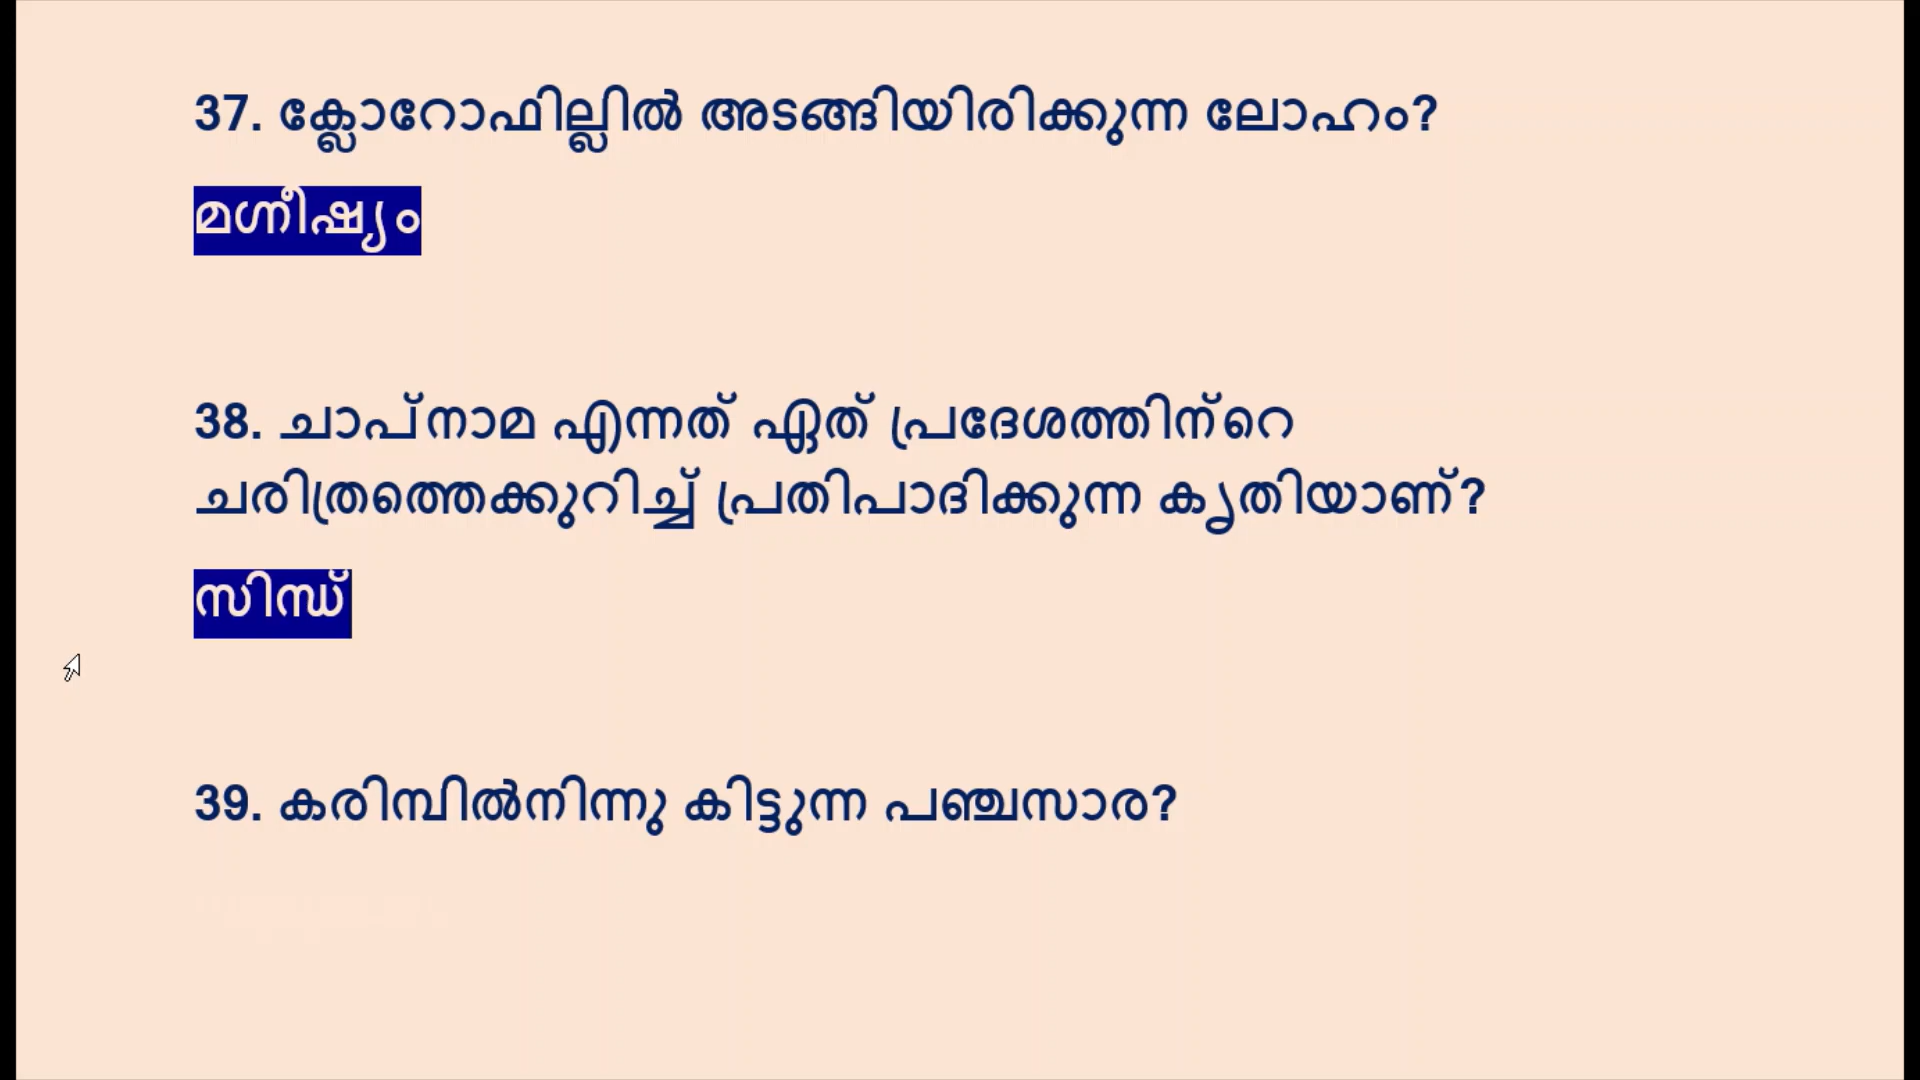 37. ക്ലോറോഫില്ലിൽ അടങ്ങിയിരിക്കുന്ന ലോഹം?
മഗ്നീഷ്യം
38. ചാപ്നാമ എന്നത് ഏത് പ്രദേശത്തിന്റെ
ചരിത്രത്തെക്കുറിച്ച് പ്രതിപാദിക്കുന്ന കൃതിയാണ്?
സിന്ധ്
39. കരിമ്പിൽനിന്നു കിട്ടുന്ന പഞ്ചസാര?